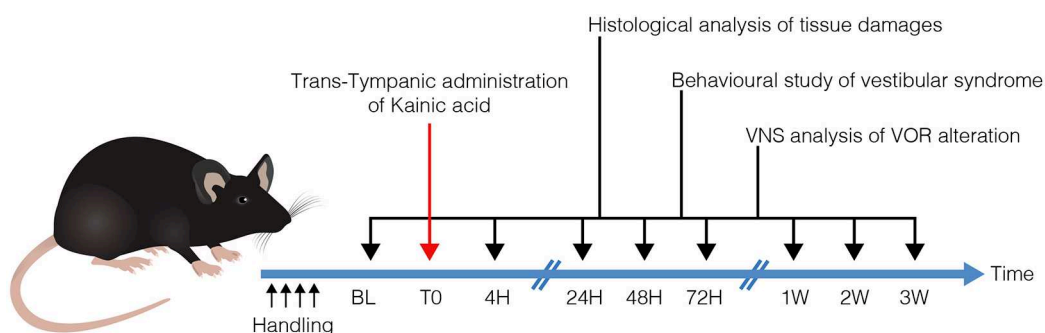 Histological analysis of tissue damages
Trans-Tympanic administration
of Kainic acid
Behavioural study of vestibular syndrome
VNS analysis of VOR alteration
Time
BL T0 4H 24H 48H 72H 1W 2W 3W
Handling